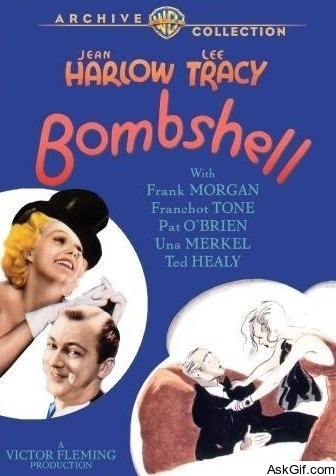 ARCHIVE WB COLLECTION
JEAN LEE
HARLOW TRACY
Bombshell
With
Frank MORGAN
Franchot TONE
Pat O'BRIEN
Una MERKEL
Ted HEALY
A
VICTOR FLEMING
PRODUCTION
AskGif.com